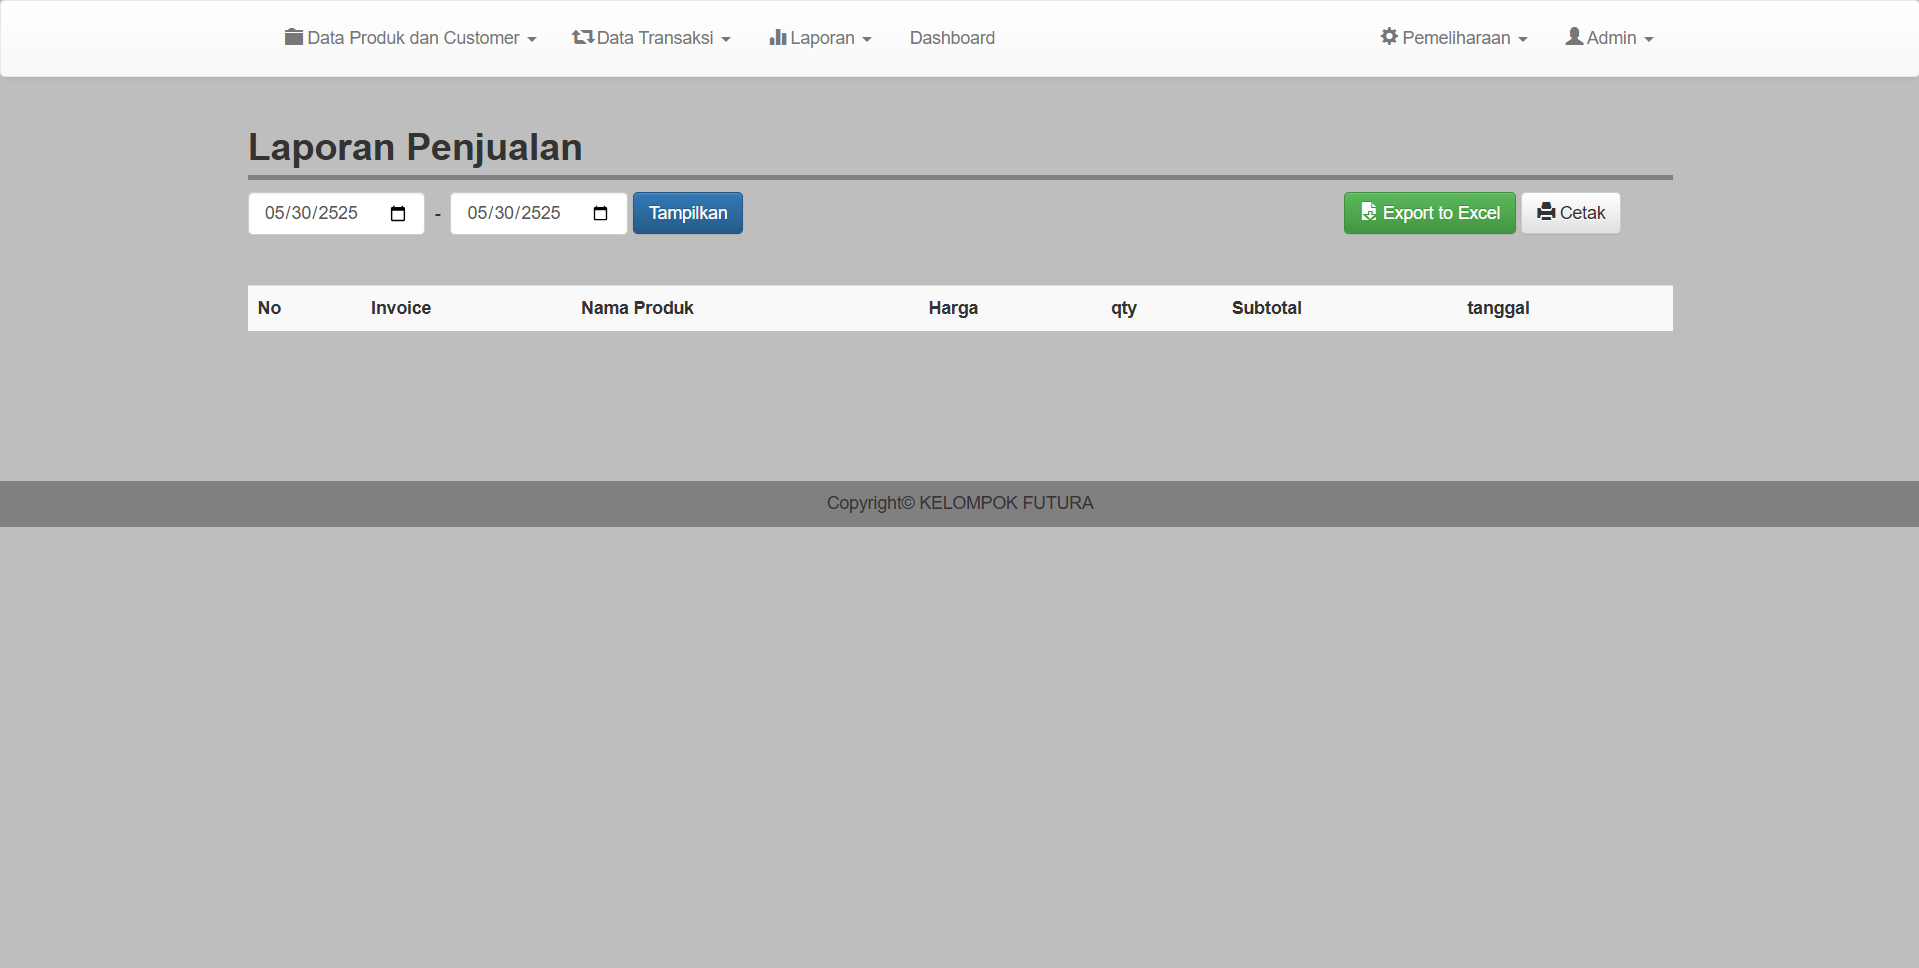 Data Produk dan Customer Data Transaksi Laporan Dashboard Pemeliharaan Admin
Laporan Penjualan
05/30/2525 - 05/30/2525 Tampilkan Export to Excel Cetak
No Invoice Nama Produk Harga qty Subtotal tanggal
Copyright© KELOMPOK FUTURA